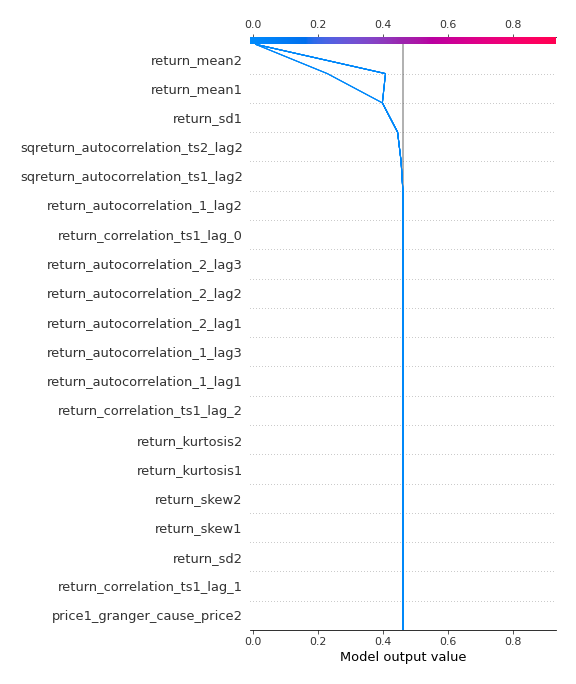 0.0 0.2 0.4 0.6 0.8
return_mean2
return_mean1
return_sd1
sqreturn_autocorrelation_ts2_lag2
sqreturn_autocorrelation_ts1_lag2
return_autocorrelation_1_lag2
return_correlation_ts1_lag_0
return_autocorrelation_2_lag3
return_autocorrelation_2_lag2
return_autocorrelation_2_lag1
return_autocorrelation_1_lag3
return_autocorrelation_1_lag1
return_correlation_ts1_lag_2
return_kurtosis2
return_kurtosis1
return_skew2
return_skew1
return_sd2
return_correlation_ts1_lag_1
price1_granger_cause_price2
0.0 0.2 0.4 0.6 0.8
Model output value